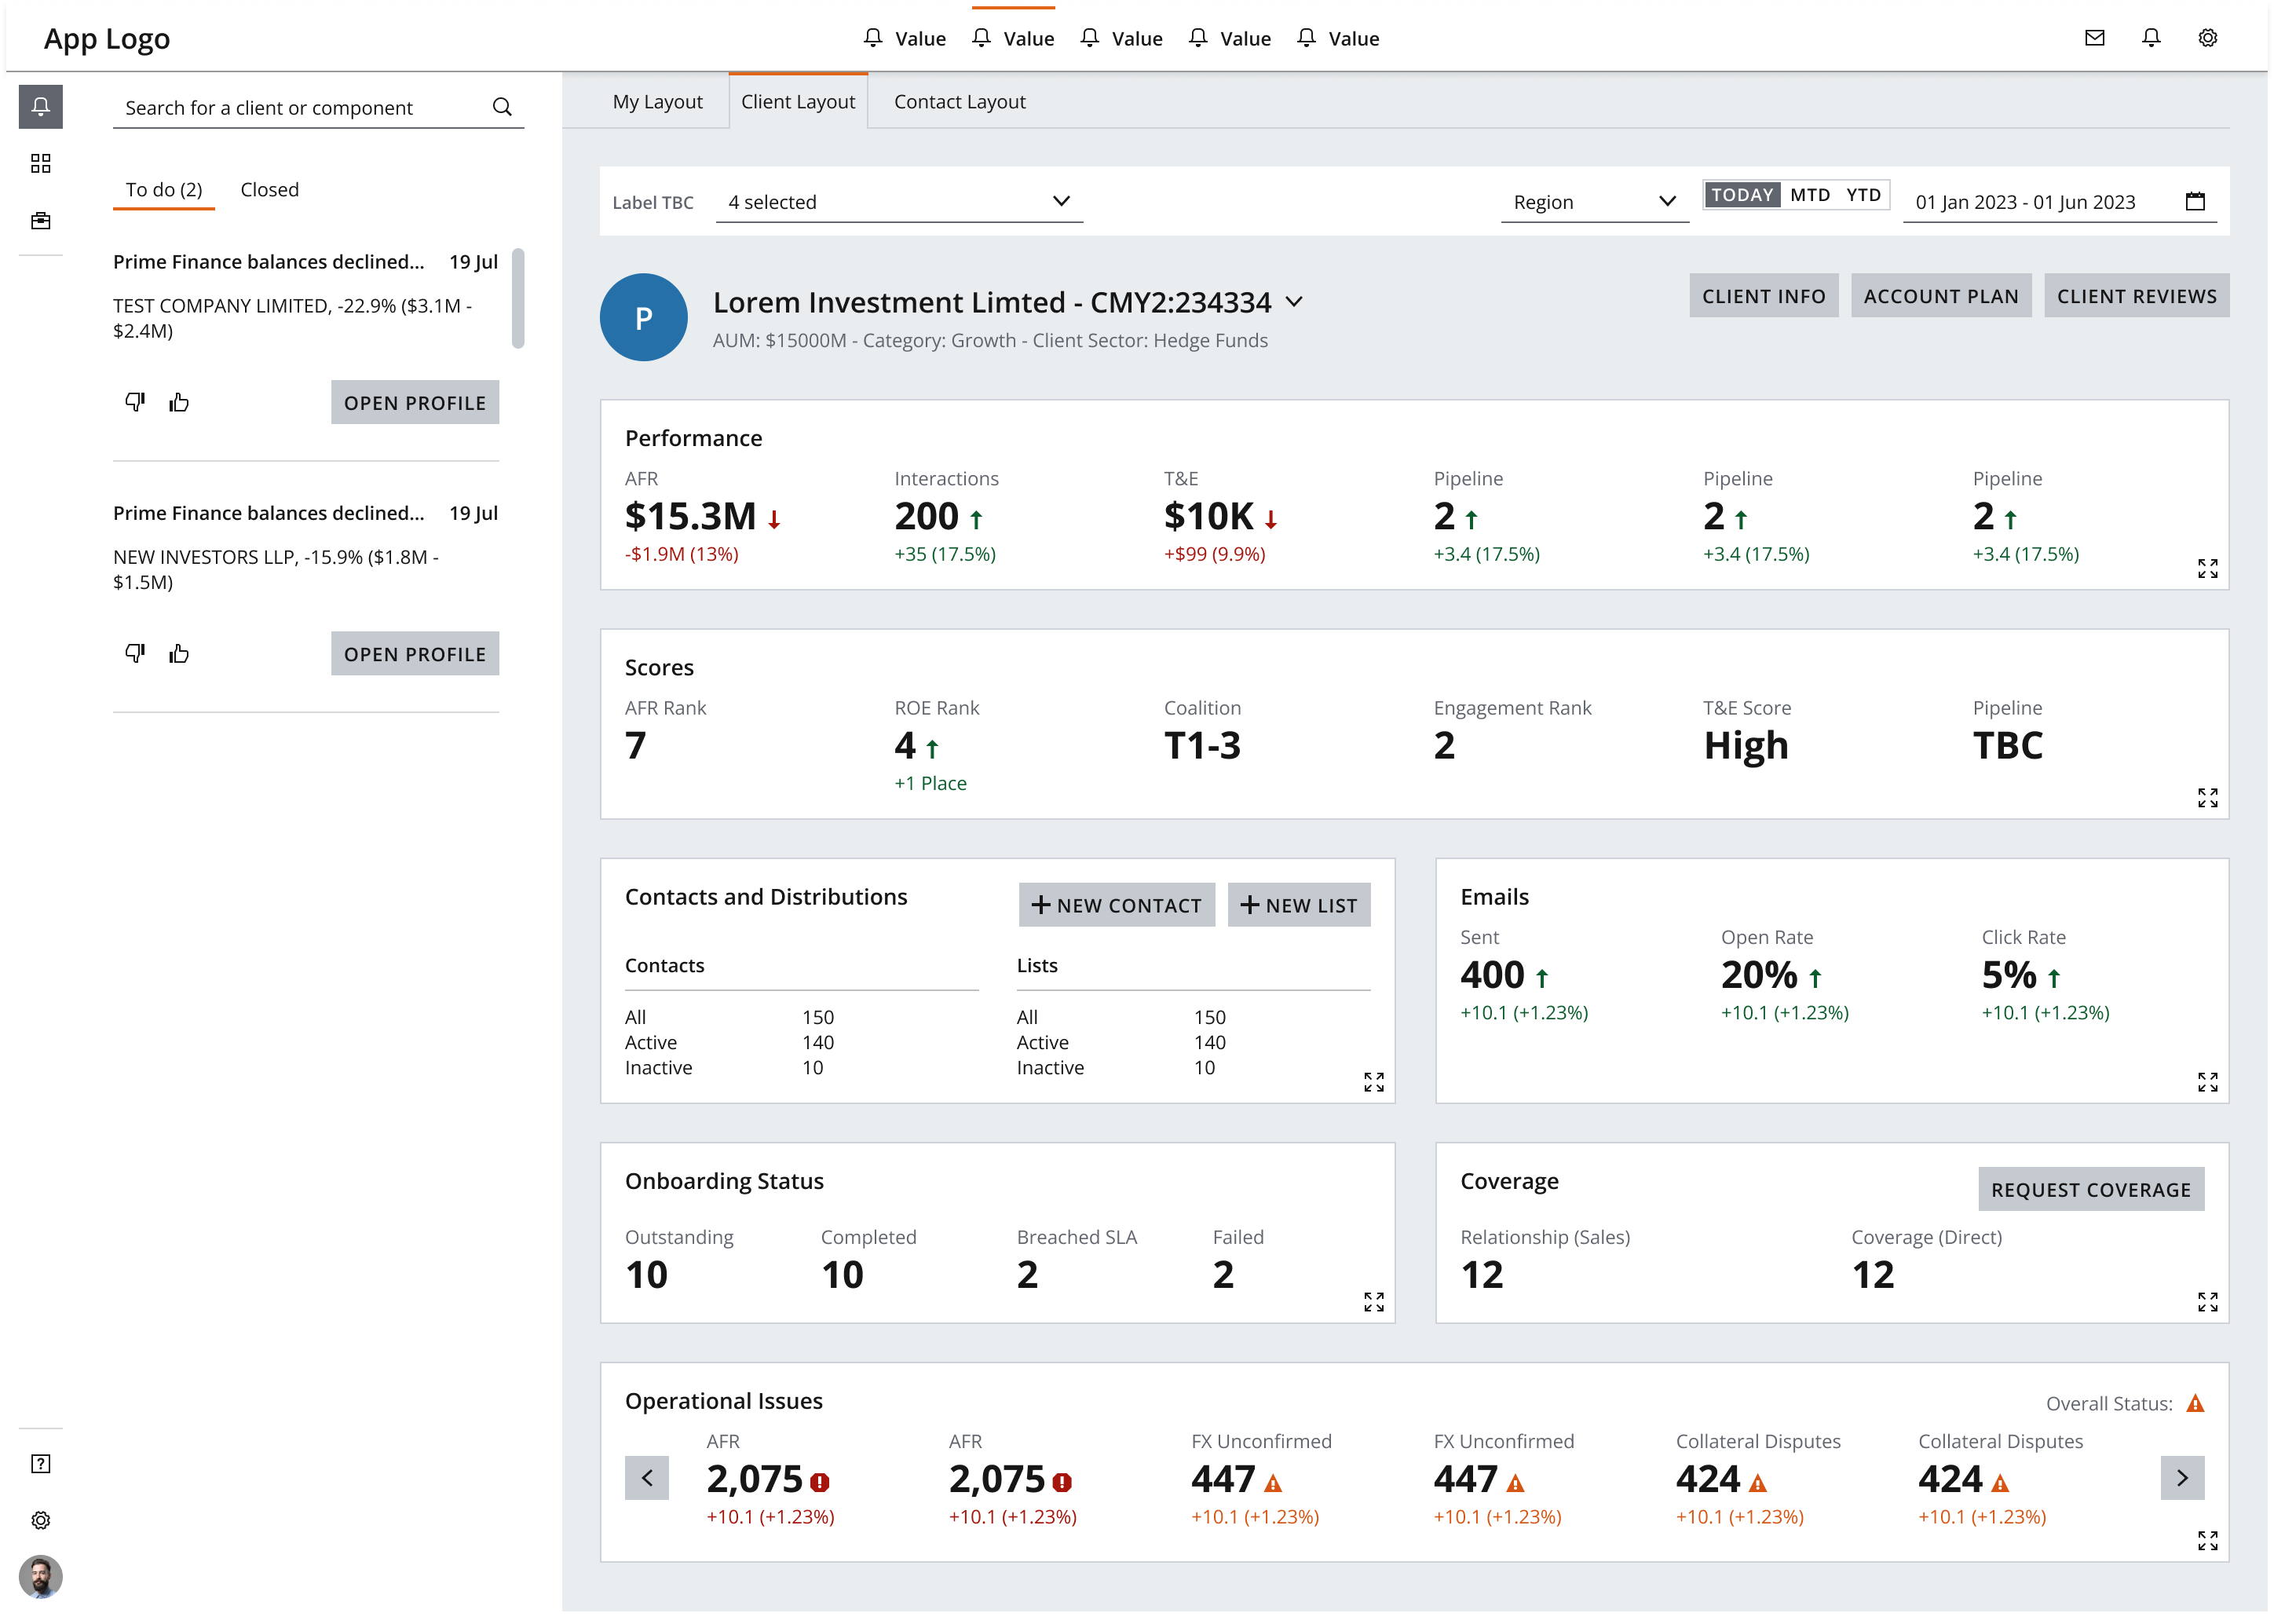 App Logo
Value Value Value Value Value
Search for a client or component
To do (2) Closed
Prime Finance balances declined... 19 Jul
TEST COMPANY LIMITED, -22.9% ($3.1M -
$2.4M)
OPEN PROFILE
Prime Finance balances declined... 19 Jul
NEW INVESTORS LLP, -15.9% ($1.8M -
$1.5M)
OPEN PROFILE
My Layout Client Layout Contact Layout
Label TBC 4 selected Region TODAY MTD YTD 01 Jan 2023 - 01 Jun 2023
P
Lorem Investment Limted - CMY2:234334
AUM: $15000M - Category: Growth - Client Sector: Hedge Funds
CLIENT INFO ACCOUNT PLAN CLIENT REVIEWS
Performance
AFR Interactions T&E Pipeline Pipeline Pipeline
$15.3M 200 $10K 2 2 2
-$1.9M (13%) +35 (17.5%) +$99 (9.9%) +3.4 (17.5%) +3.4 (17.5%) +3.4 (17.5%)
Scores
AFR Rank ROE Rank Coalition Engagement Rank T&E Score Pipeline
7 4 T1-3 2 High TBC
+1 Place
Contacts and Distributions NEW CONTACT NEW LIST
Contacts Lists
All 150 All 150
Active 140 Active 140
Inactive 10 Inactive 10
Emails
Sent Open Rate Click Rate
400 20% 5%
+10.1 (+1.23%) +10.1 (+1.23%) +10.1 (+1.23%)
Onboarding Status
Outstanding Completed Breached SLA Failed
10 10 2 2
Coverage REQUEST COVERAGE
Relationship (Sales) Coverage (Direct)
12 12
Operational Issues Overall Status:
AFR AFR FX Unconfirmed FX Unconfirmed Collateral Disputes Collateral Disputes
2,075 2,075 447 447 424 424
+10.1 (+1.23%) +10.1 (+1.23%) +10.1 (+1.23%) +10.1 (+1.23%) +10.1 (+1.23%) +10.1 (+1.23%)